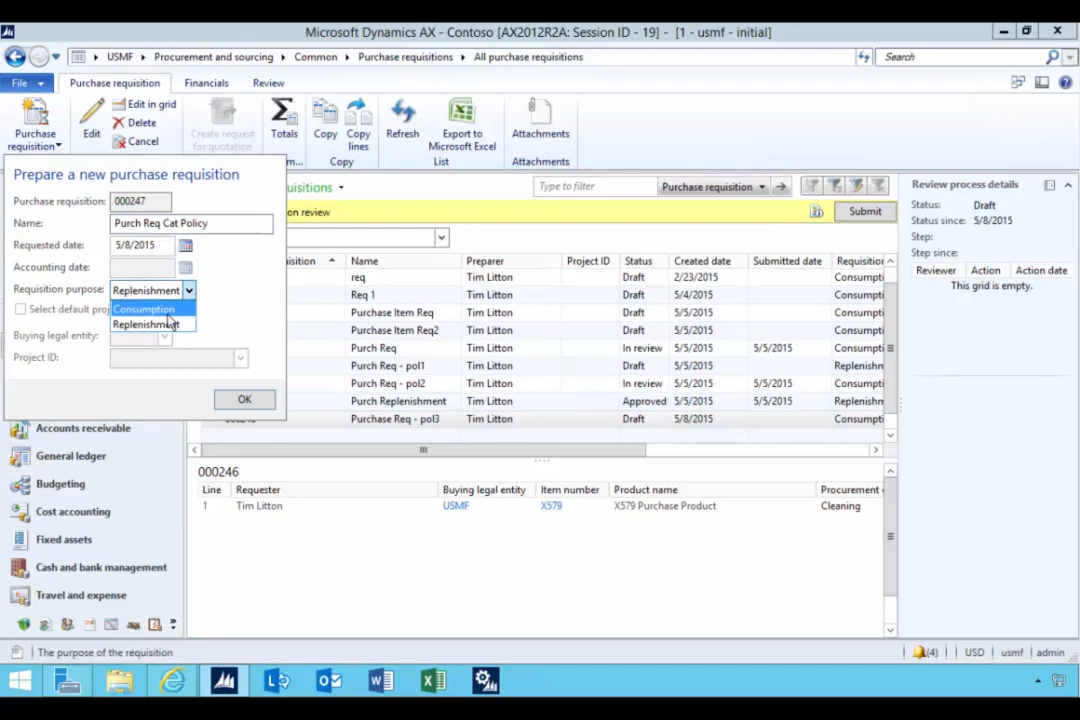 Microsoft Dynamics AX - Contoso [AX2012R2A: Session ID - 19] - [1 - usmf - initial]
USMF
Procurement and sourcing
Common
Purchase requisitions
All purchase requisitions
Search
File
Purchase requisition
Financials
Review
Purchase
requisition
Edit
Edit in grid
Delete
Cancel
Create request
for quotation
Totals
m...
Copy
Copy
lines
Copy
Refresh
Export to
Microsoft Excel
List
Attachments
Attachments
Prepare a new purchase requisition
Purchase requisition: 000247
Name: Purch Req Cat Policy
Requested date: 5/8/2015
Accounting date:
Requisition purpose: Replenishment
Consumption
Replenishment
Select default proj
Buying legal entity:
Project ID:
OK
uisitions
Type to filter
Purchase requisition
on review
Submit
isition Name Preparer Project ID Status Created date Submitted date Requisitio
req Tim Litton Draft 2/23/2015 Consumpti
Req 1 Tim Litton Draft 5/4/2015 Consumpti
Purchase Item Req Tim Litton Draft 5/5/2015 Consumpti
Purchase Item Req2 Tim Litton Draft 5/5/2015 Consumpti
Purch Req Tim Litton In review 5/5/2015 5/5/2015 Consumpti
Purch Req - pol1 Tim Litton Draft 5/5/2015 Replenishm
Purch Req - pol2 Tim Litton In review 5/5/2015 5/5/2015 Consumpti
Purch Replenishment Tim Litton Approved 5/5/2015 5/5/2015 Replenishm
Purchase Req - pol3 Tim Litton Draft 5/8/2015 Consumpti
000246
Line Requester Buying legal entity Item number Product name Procurement
1 Tim Litton USMF X579 X579 Purchase Product Cleaning
Review process details
Status: Draft
Status since: 5/8/2015
Step:
Step since:
Reviewer Action Action date
This grid is empty.
Accounts receivable
General ledger
Budgeting
Cost accounting
Fixed assets
Cash and bank management
Travel and expense
The purpose of the requisition
(4)
USD
usmf
admin